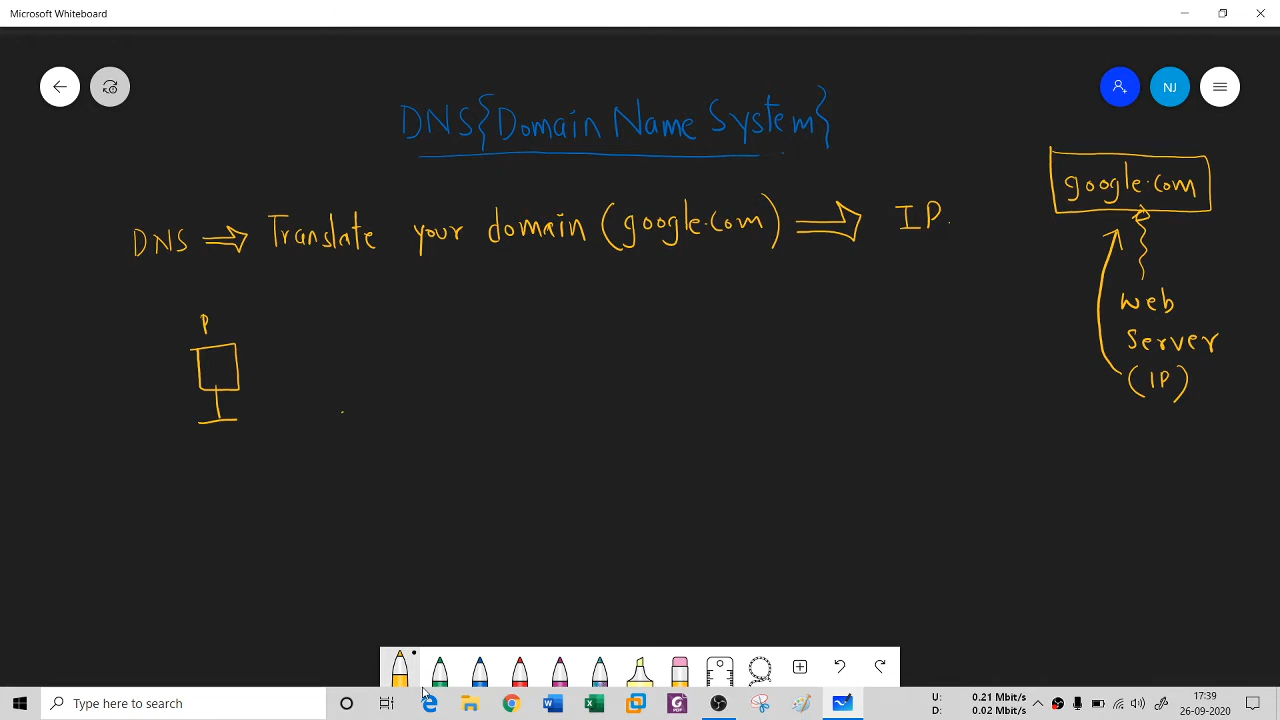 Microsoft Whiteboard
NJ
DNS{Domain Name System}
google.com
DNS ⇒ Translate your domain (google.com) ⇒ IP.
Web
Server
(IP)
P
Type here to search
U: 0.21 Mbit/s
D: 0.02 Mbit/s
17:39
26-09-2020